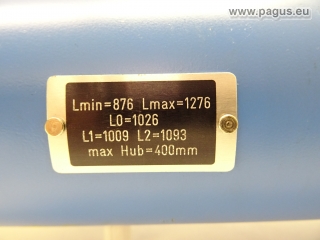 www.pagus.eu
Lmin=876 Lmax=1276
L0=1026
L1=1009 L2=1093
max Hub=400mm